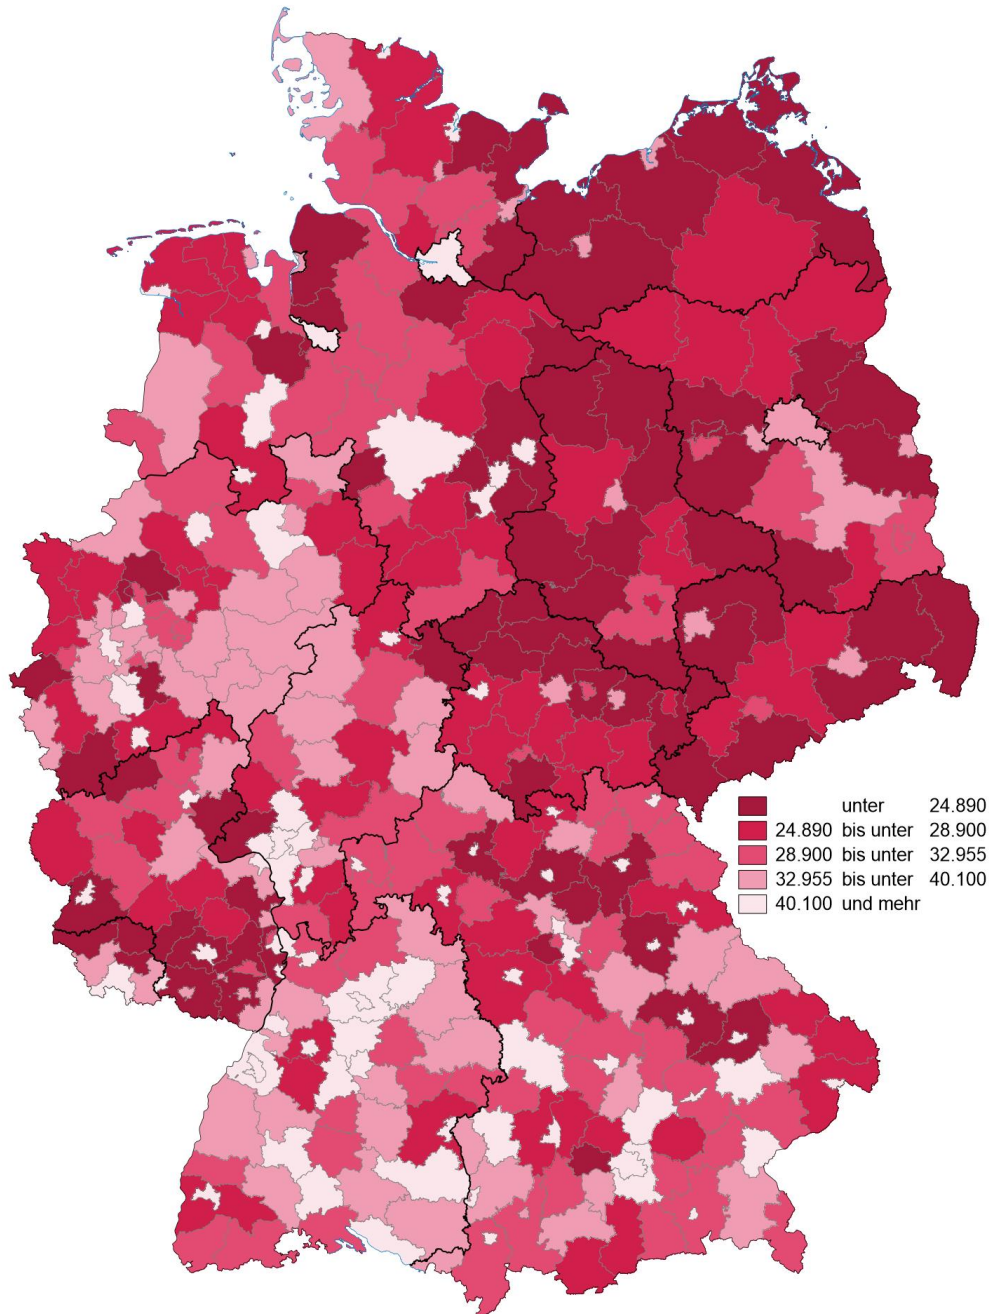 unter 24.890
24.890 bis unter 28.900
28.900 bis unter 32.955
32.955 bis unter 40.100
40.100 und mehr